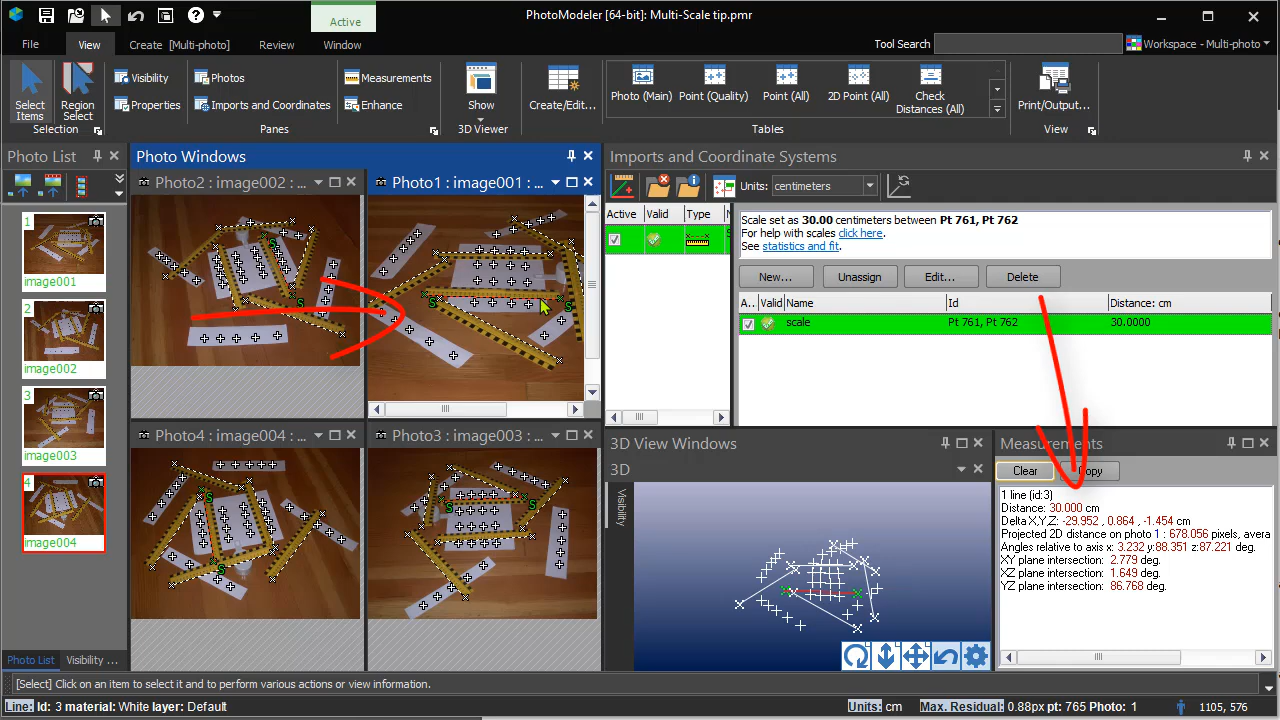 PhotoModeler [64-bit]: Multi-Scale tip.pmr
Active
File View Create [Multi-photo] Review Window
Tool Search
Workspace - Multi-photo
Select Items
Region Select
Selection
Visibility
Properties
Photos
Imports and Coordinates
Measurements
Enhance
Panes
Show
3D Viewer
Create/Edit...
Photo (Main)
Point (Quality)
Point (All)
2D Point (All)
Check Distances (All)
Tables
Print/Output...
View
Photo List
1
image001
2
image002
3
image003
4
image004
Photo List Visibility ...
Photo Windows
Photo2 : image002 : ...
Photo1 : image001 : ...
S
S
S
S
Photo4 : image004 : ...
Photo3 : image003 : ...
S
S
S
S
Imports and Coordinate Systems
Units: centimeters
Active Valid Type
Scale set as 30.00 centimeters between Pt 761, Pt 762
For help with scales click here.
See statistics and fit.
New... Unassign Edit... Delete
A.. Valid Name Id Distance: cm
scale Pt 761, Pt 762 30.0000
3D View Windows
3D
Visibility
Measurements
Clear Copy
1 line (id:3)
Distance: 30.000 cm
Delta X,Y,Z: -29.952 , 0.864 , -1.454 cm
Projected 2D distance on photo 1 : 678.056 pixels, avera
Angles relative to axis x: 3.232 y:88.351 z:87.221 deg.
XY plane intersection: 2.779 deg.
XZ plane intersection: 1.649 deg.
YZ plane intersection: 86.768 deg.
[Select] Click on an item to select it and to perform various actions or view information.
Line: Id: 3 material: White layer: Default
Units: cm
Max. Residual: 0.88px pt: 765 Photo: 1
1105, 576